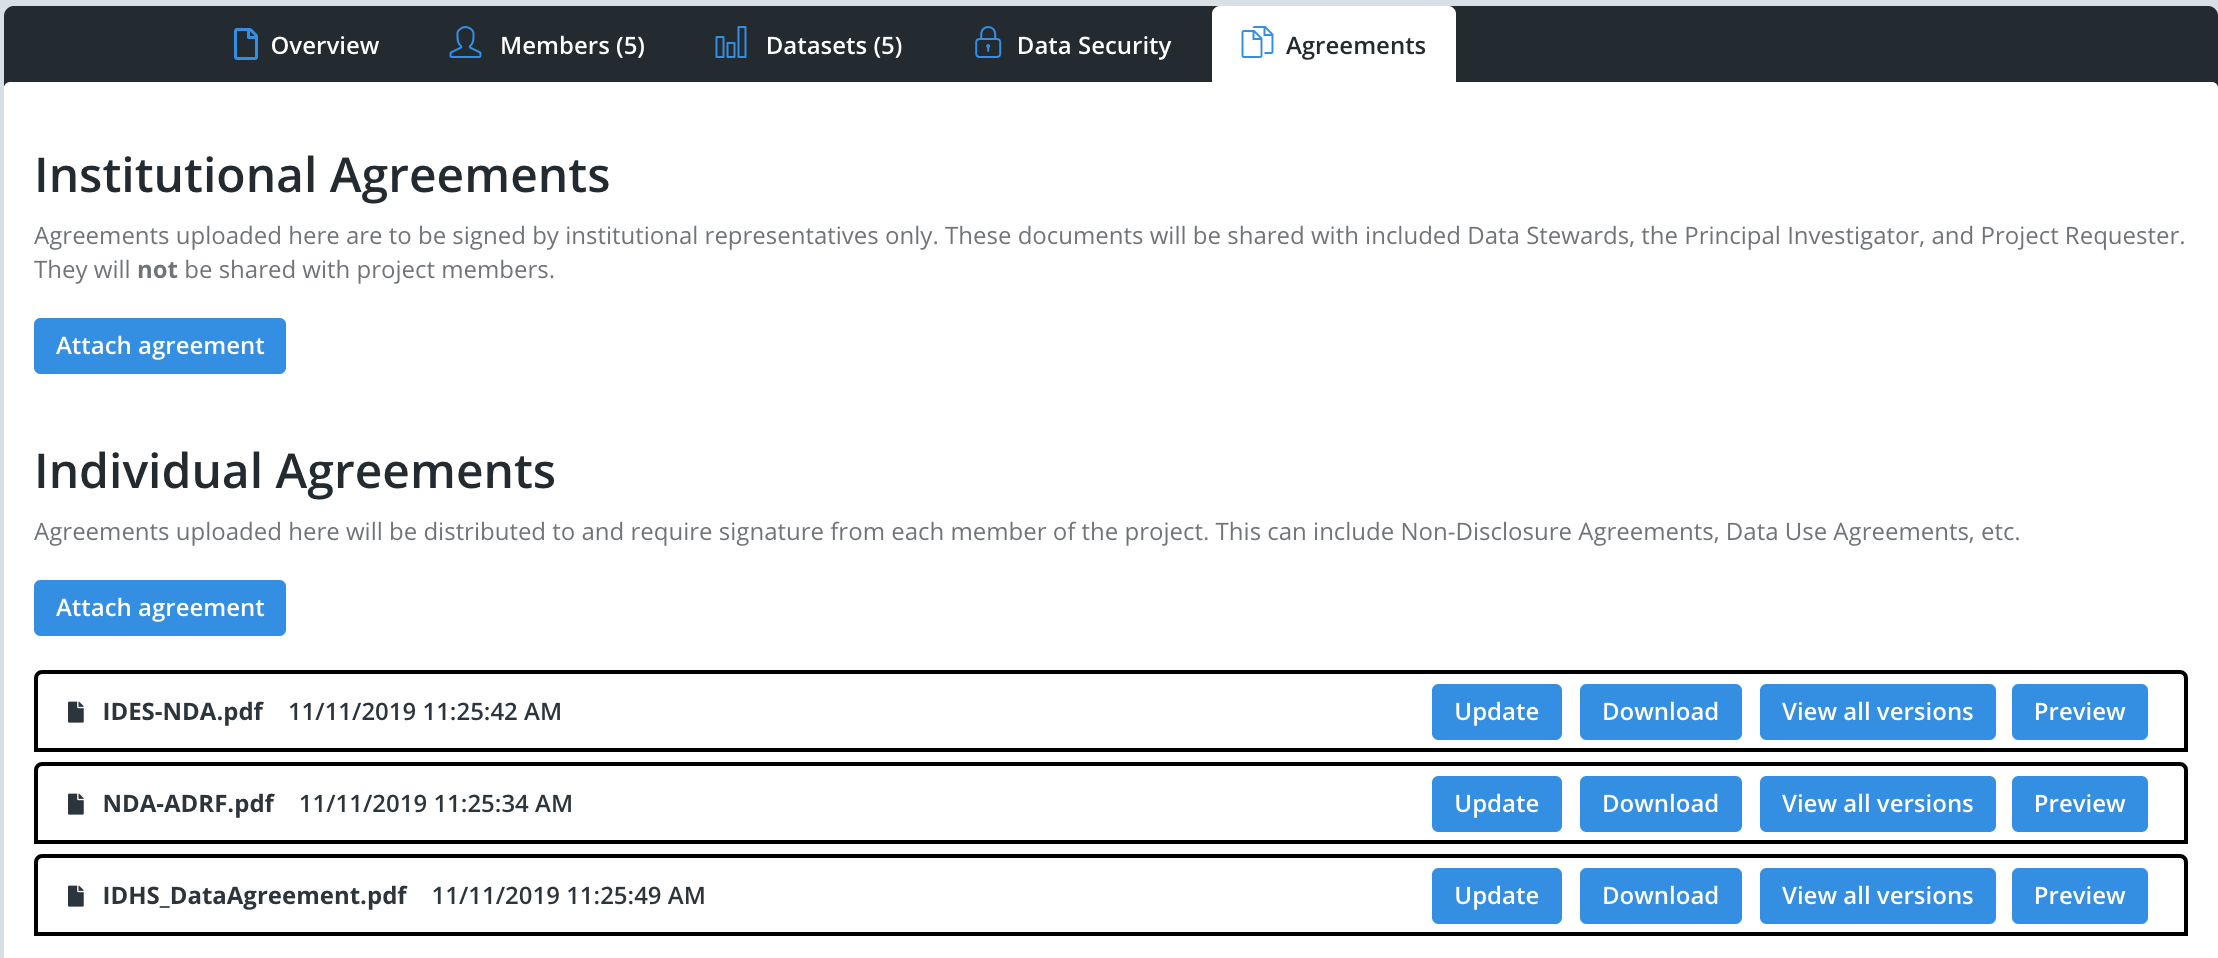 Overview Members (5) Datasets (5) Data Security Agreements
Institutional Agreements
Agreements uploaded here are to be signed by institutional representatives only. These documents will be shared with included Data Stewards, the Principal Investigator, and Project Requester.
They will not be shared with project members.
Attach agreement
Individual Agreements
Agreements uploaded here will be distributed to and require signature from each member of the project. This can include Non-Disclosure Agreements, Data Use Agreements, etc.
Attach agreement
IDES-NDA.pdf 11/11/2019 11:25:42 AM Update Download View all versions Preview
NDA-ADRF.pdf 11/11/2019 11:25:34 AM Update Download View all versions Preview
IDHS_DataAgreement.pdf 11/11/2019 11:25:49 AM Update Download View all versions Preview